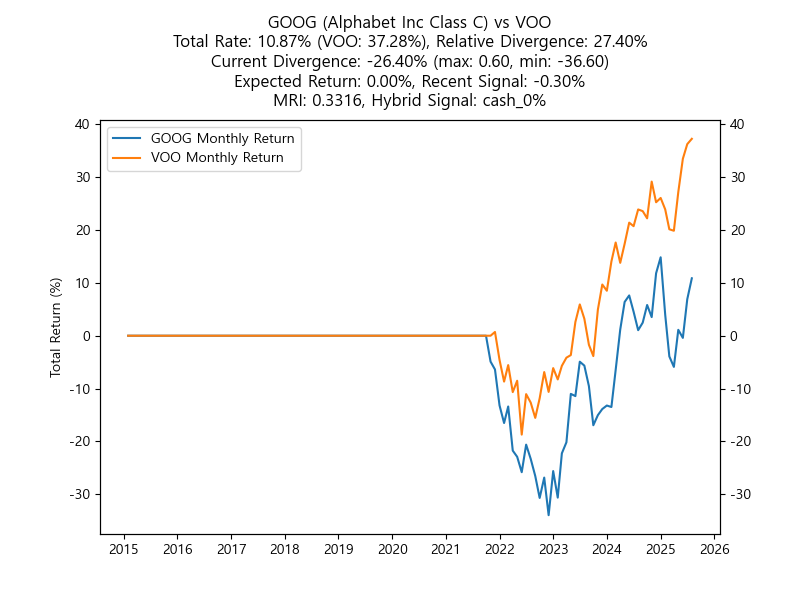 GOOG (Alphabet Inc Class C) vs VOO
Total Rate: 10.87% (VOO: 37.28%), Relative Divergence: 27.40%
Current Divergence: -26.40% (max: 0.60, min: -36.60)
Expected Return: 0.00%, Recent Signal: -0.30%
MRI: 0.3316, Hybrid Signal: cash_0%
GOOG Monthly Return
VOO Monthly Return
Total Return (%)
40
30
20
10
0
-10
-20
-30
40
30
20
10
0
-10
-20
-30
2015 2016 2017 2018 2019 2020 2021 2022 2023 2024 2025 2026